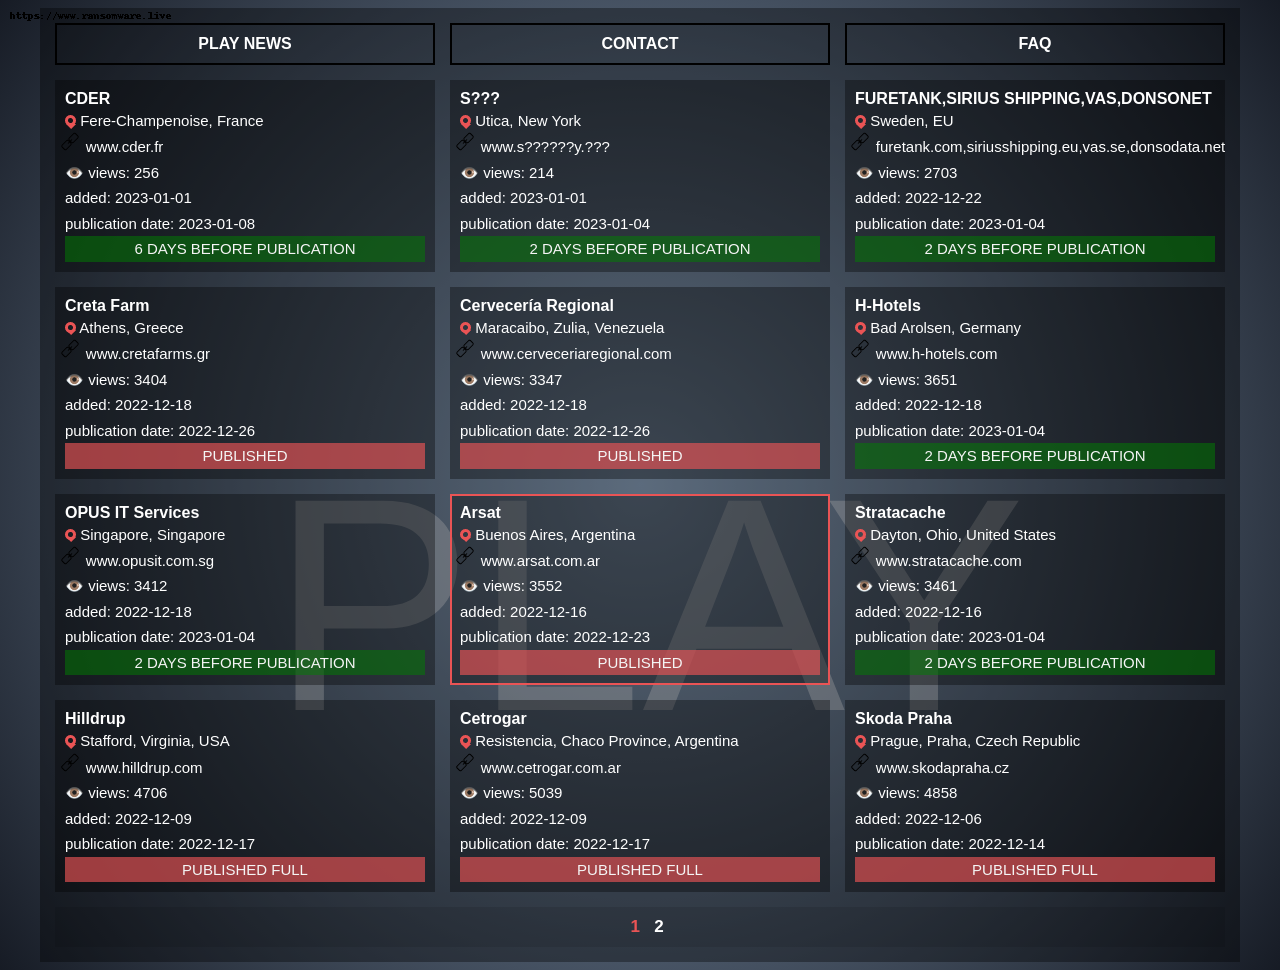 https://www.ransomware.live
PLAY NEWS
CONTACT
FAQ
CDER
Fere-Champenoise, France
www.cder.fr
views: 256
added: 2023-01-01
publication date: 2023-01-08
6 DAYS BEFORE PUBLICATION
S???
Utica, New York
www.s??????y.???
views: 214
added: 2023-01-01
publication date: 2023-01-04
2 DAYS BEFORE PUBLICATION
FURETANK,SIRIUS SHIPPING,VAS,DONSONET
Sweden, EU
furetank.com,siriusshipping.eu,vas.se,donsodata.net
views: 2703
added: 2022-12-22
publication date: 2023-01-04
2 DAYS BEFORE PUBLICATION
Creta Farm
Athens, Greece
www.cretafarms.gr
views: 3404
added: 2022-12-18
publication date: 2022-12-26
PUBLISHED
Cervecería Regional
Maracaibo, Zulia, Venezuela
www.cerveceriaregional.com
views: 3347
added: 2022-12-18
publication date: 2022-12-26
PUBLISHED
H-Hotels
Bad Arolsen, Germany
www.h-hotels.com
views: 3651
added: 2022-12-18
publication date: 2023-01-04
2 DAYS BEFORE PUBLICATION
OPUS IT Services
Singapore, Singapore
www.opusit.com.sg
views: 3412
added: 2022-12-18
publication date: 2023-01-04
2 DAYS BEFORE PUBLICATION
Arsat
Buenos Aires, Argentina
www.arsat.com.ar
views: 3552
added: 2022-12-16
publication date: 2022-12-23
PUBLISHED
Stratacache
Dayton, Ohio, United States
www.stratacache.com
views: 3461
added: 2022-12-16
publication date: 2023-01-04
2 DAYS BEFORE PUBLICATION
PLAY
Hilldrup
Stafford, Virginia, USA
www.hilldrup.com
views: 4706
added: 2022-12-09
publication date: 2022-12-17
PUBLISHED FULL
Cetrogar
Resistencia, Chaco Province, Argentina
www.cetrogar.com.ar
views: 5039
added: 2022-12-09
publication date: 2022-12-17
PUBLISHED FULL
Skoda Praha
Prague, Praha, Czech Republic
www.skodapraha.cz
views: 4858
added: 2022-12-06
publication date: 2022-12-14
PUBLISHED FULL
1 2